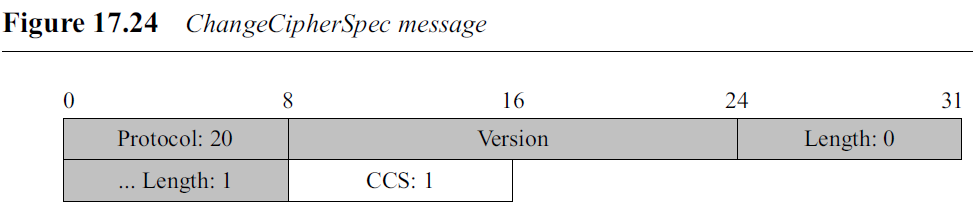 Figure 17.24 ChangeCipherSpec message
0 8 16 24 31
Protocol: 20 Version Length: 0
... Length: 1 CCS: 1